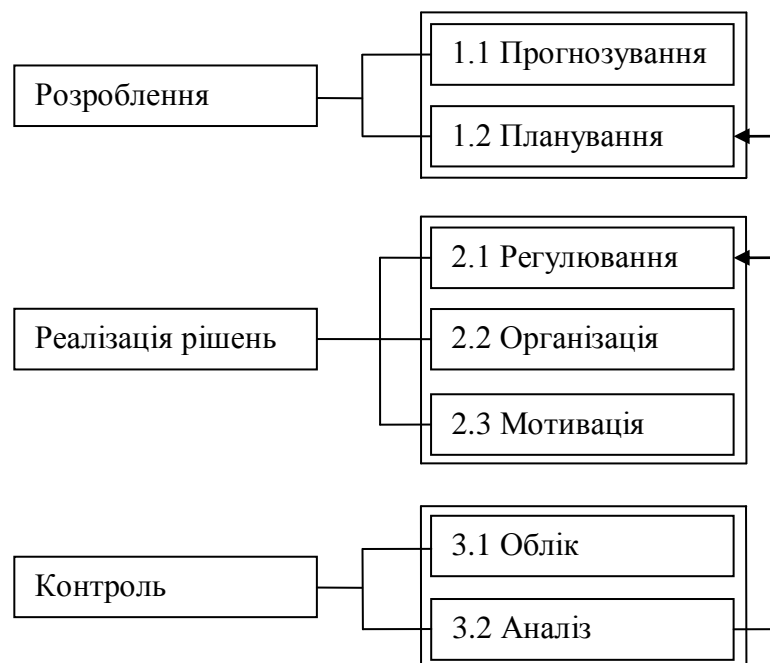 Розроблення
1.1 Прогнозування
1.2 Планування
Реалізація рішень
2.1 Регулювання
2.2 Організація
2.3 Мотивація
Контроль
3.1 Облік
3.2 Аналіз